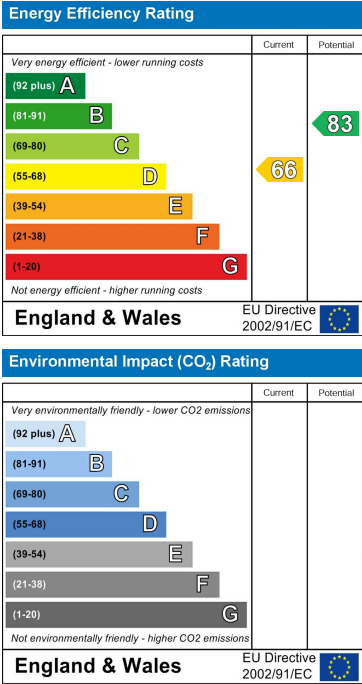 Energy Efficiency Rating
Current Potential
Very energy efficient - lower running costs
(92 plus) A
(81-91) B
83
(69-80) C
(55-68) D
66
(39-54) E
(21-38) F
(1-20) G
Not energy efficient - higher running costs
England & Wales
EU Directive
2002/91/EC
Environmental Impact (CO₂) Rating
Current Potential
Very environmentally friendly - lower CO2 emissions
(92 plus) A
(81-91) B
(69-80) C
(55-68) D
(39-54) E
(21-38) F
(1-20) G
Not environmentally friendly - higher CO2 emissions
England & Wales
EU Directive
2002/91/EC